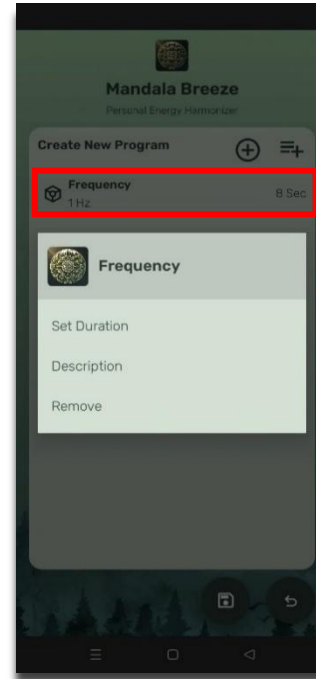 Mandala Breeze
Personal Energy Harmonizer
Create New Program
Frequency
1 Hz
8 Sec
Frequency
Set Duration
Description
Remove